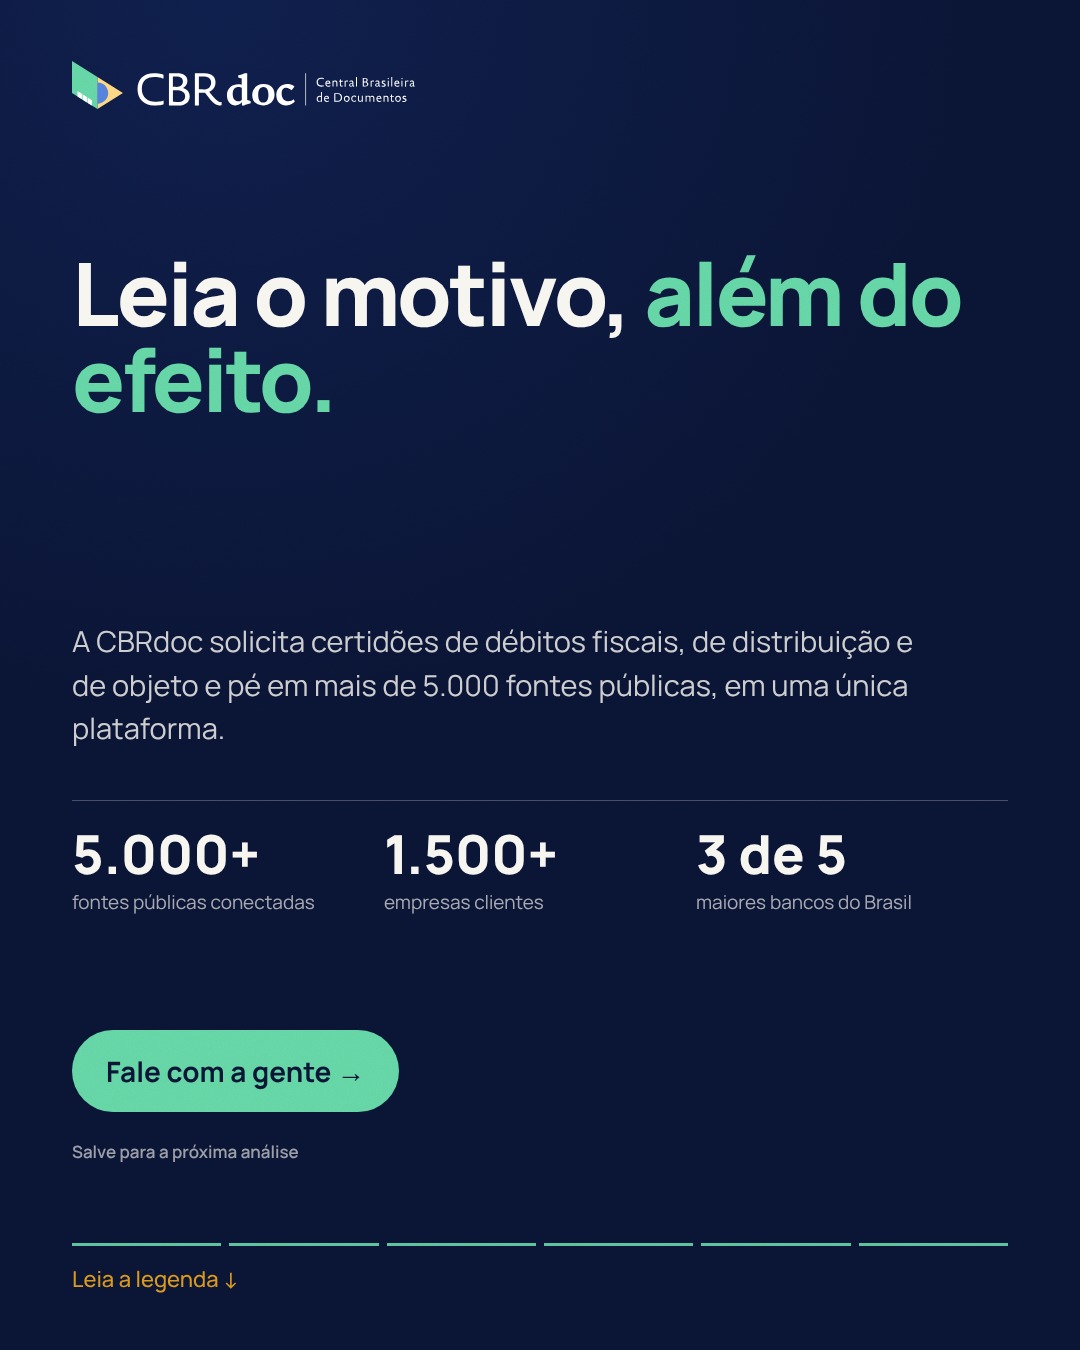 CBRdoc
Central Brasileira
de Documentos
Leia o motivo, além do
efeito.
A CBRdoc solicita certidões de débitos fiscais, de distribuição e
de objeto e pé em mais de 5.000 fontes públicas, em uma única
plataforma.
5.000+ 1.500+ 3 de 5
fontes públicas conectadas empresas clientes maiores bancos do Brasil
Fale com a gente →
Salve para a próxima análise
Leia a legenda ↓